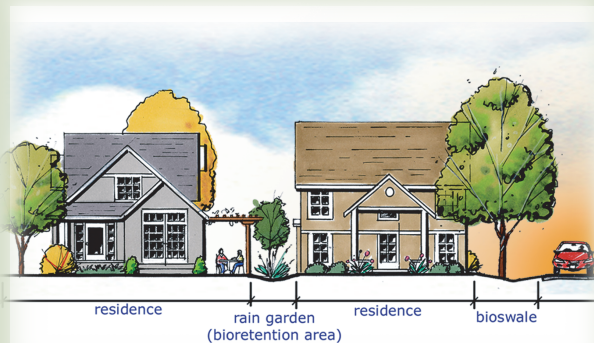 residence
rain garden
(bioretention area)
residence
bioswale